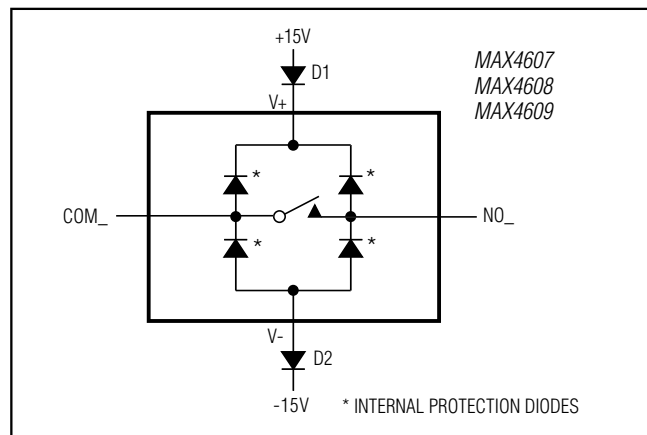 +15V
D1
MAX4607
MAX4608
MAX4609
V+
*
*
COM_
NO_
*
*
V-
D2
-15V
* INTERNAL PROTECTION DIODES